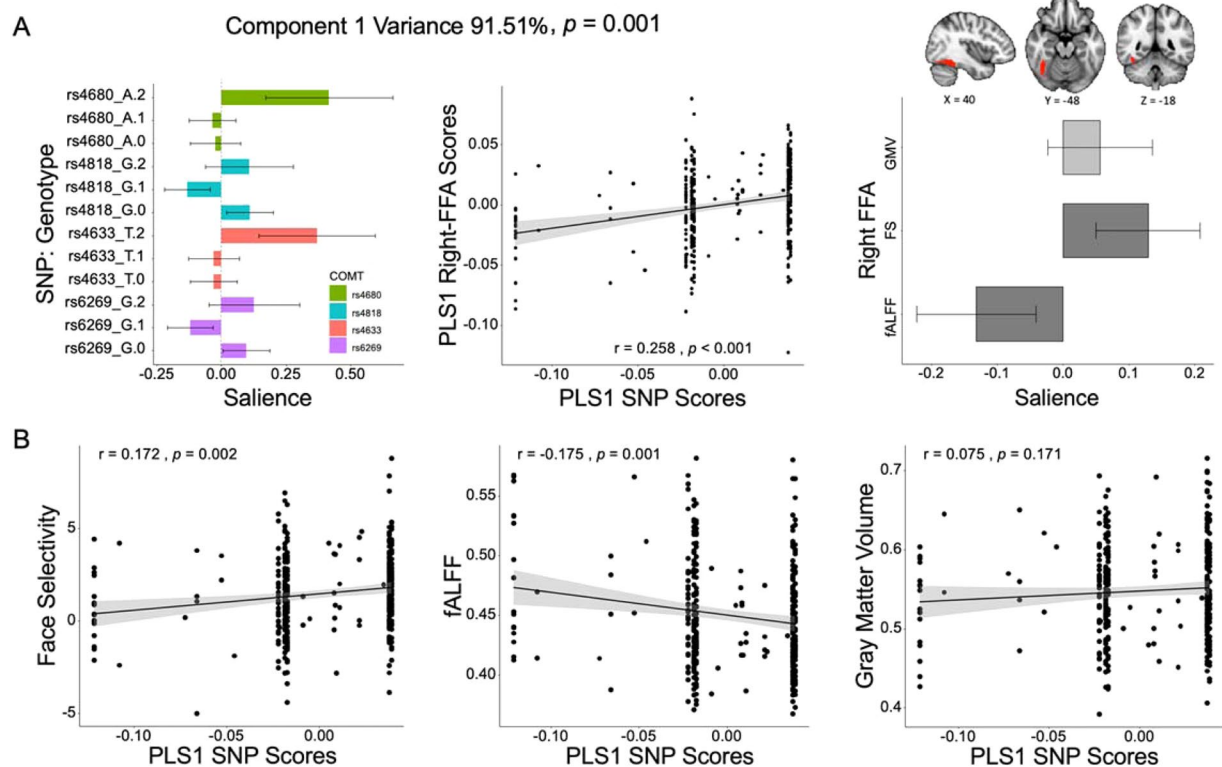 A
Component 1 Variance 91.51%, p = 0.001
SNP: Genotype
rs4680_A.2
rs4680_A.1
rs4680_A.0
rs4818_G.2
rs4818_G.1
rs4818_G.0
rs4633_T.2
rs4633_T.1
rs4633_T.0
rs6269_G.2
rs6269_G.1
rs6269_G.0
COMT
rs4680
rs4818
rs4633
rs6269
-0.25 0.00 0.25 0.50
Salience
PLS1 Right-FFA Scores
0.05
0.00
-0.05
-0.10
r = 0.258 , p < 0.001
-0.10 -0.05 0.00
PLS1 SNP Scores
X = 40 Y = -48 Z = -18
Right FFA
GMV
FS
fALFF
-0.2 -0.1 0.0 0.1 0.2
Salience
B
Face Selectivity
r = 0.172 , p = 0.002
5
0
-5
-0.10 -0.05 0.00
PLS1 SNP Scores
fALFF
r = -0.175 , p = 0.001
0.55
0.50
0.45
0.40
-0.10 -0.05 0.00
PLS1 SNP Scores
Gray Matter Volume
r = 0.075 , p = 0.171
0.7
0.6
0.5
0.4
-0.10 -0.05 0.00
PLS1 SNP Scores